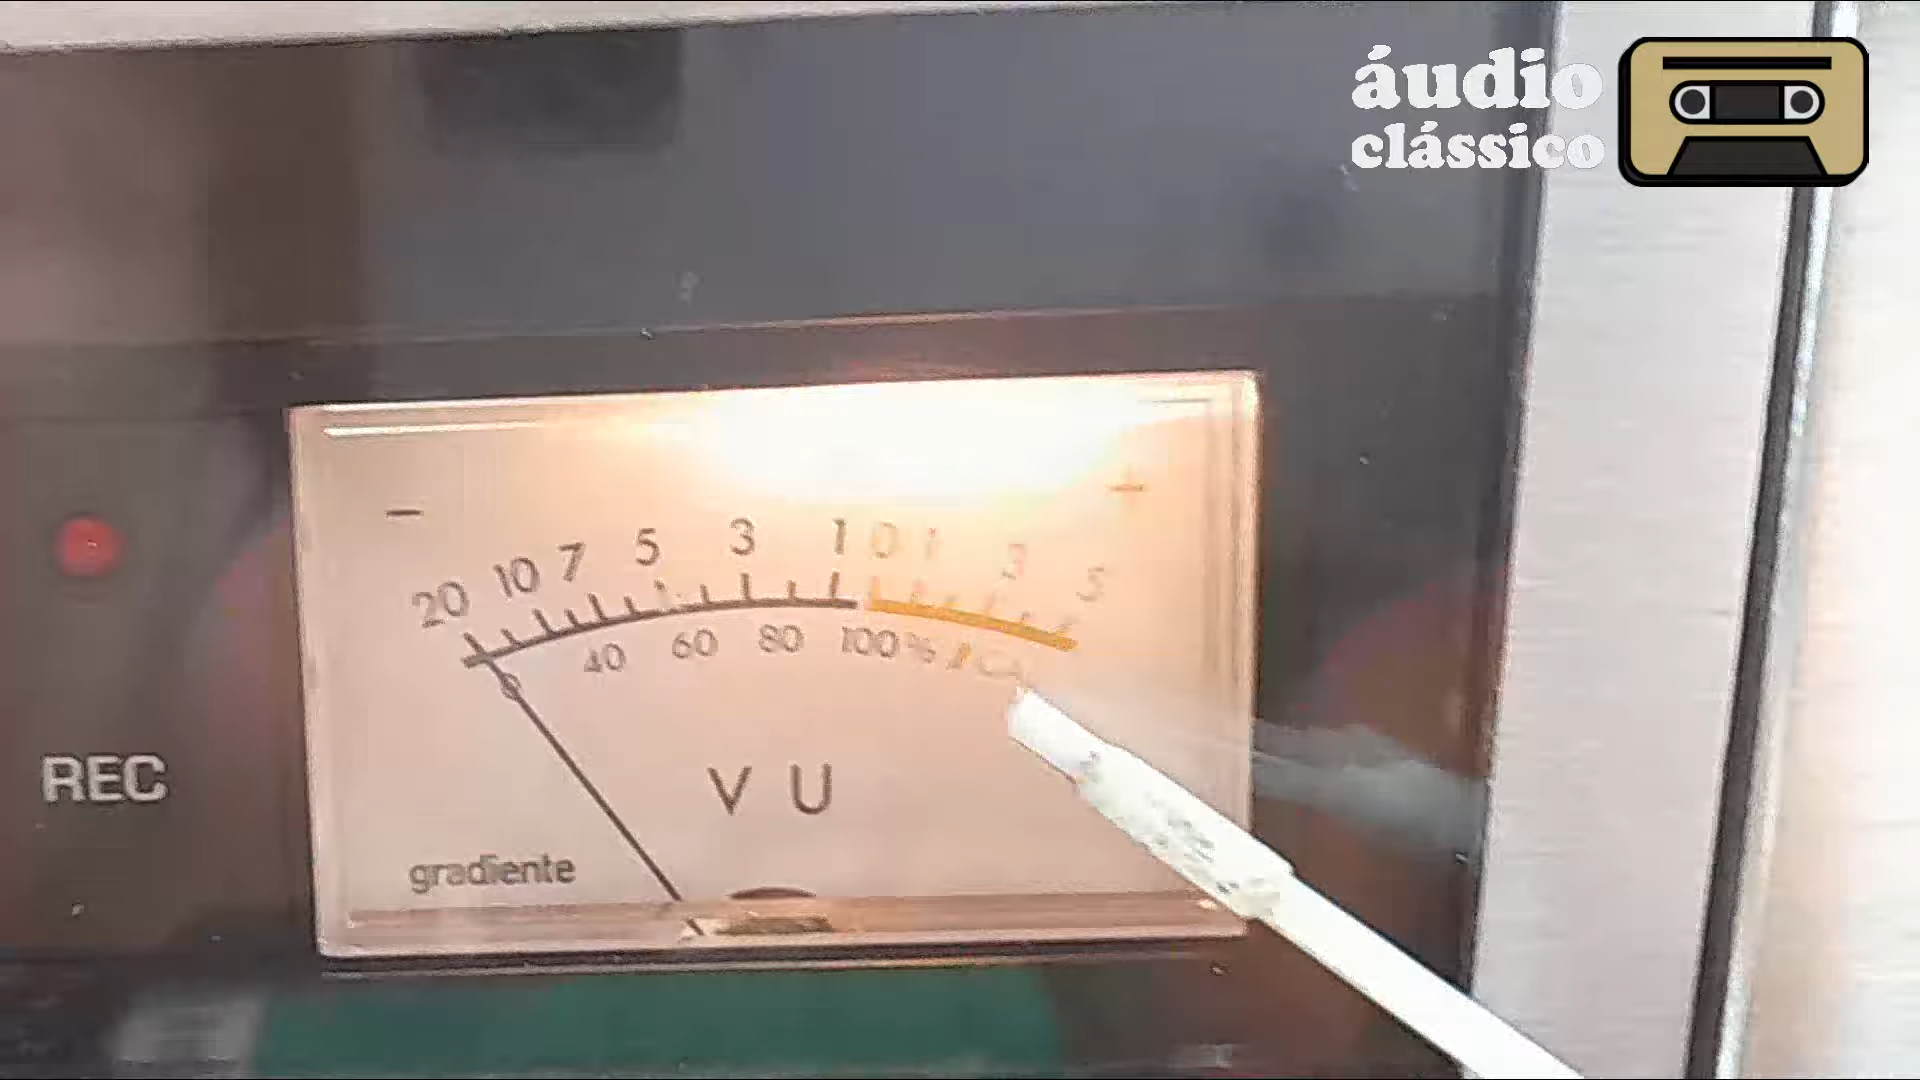 áudio
clássico
− +
20 10 7 5 3 1 0 1 3 5
0 40 60 80 100 %
V U
REC
gradiente